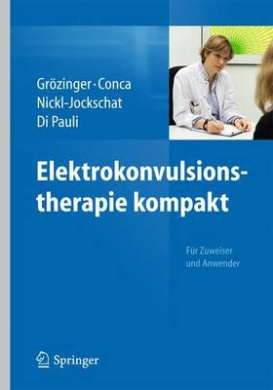 Grözinger · Conca
Nickl-Jockschat
Di Pauli
Elektrokonvulsions-
therapie kompakt
Für Zuweiser
und Anwender
Springer